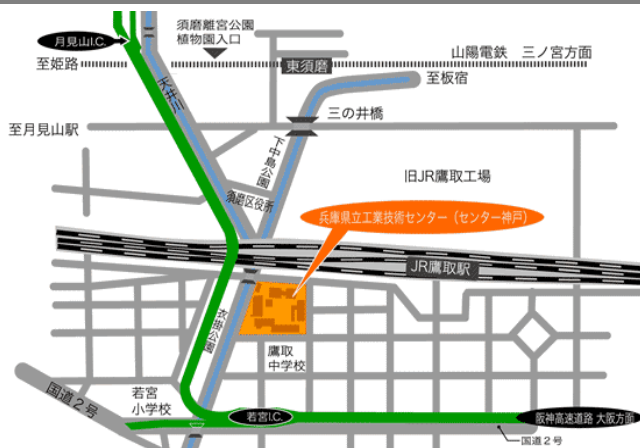 須磨離宮公園
植物園入口
月見山I.C.
山陽電鉄 三ノ宮方面
至姫路
東須磨
至板宿
天井川
三の井橋
至月見山駅
下中島公園
旧JR鷹取工場
須磨区役所
兵庫県立工業技術センター(センター神戸)
JR鷹取駅
衣掛公園
鷹取
中学校
若宮
小学校
国道2号
若宮I.C.
阪神高速道路 大阪方面
国道2号